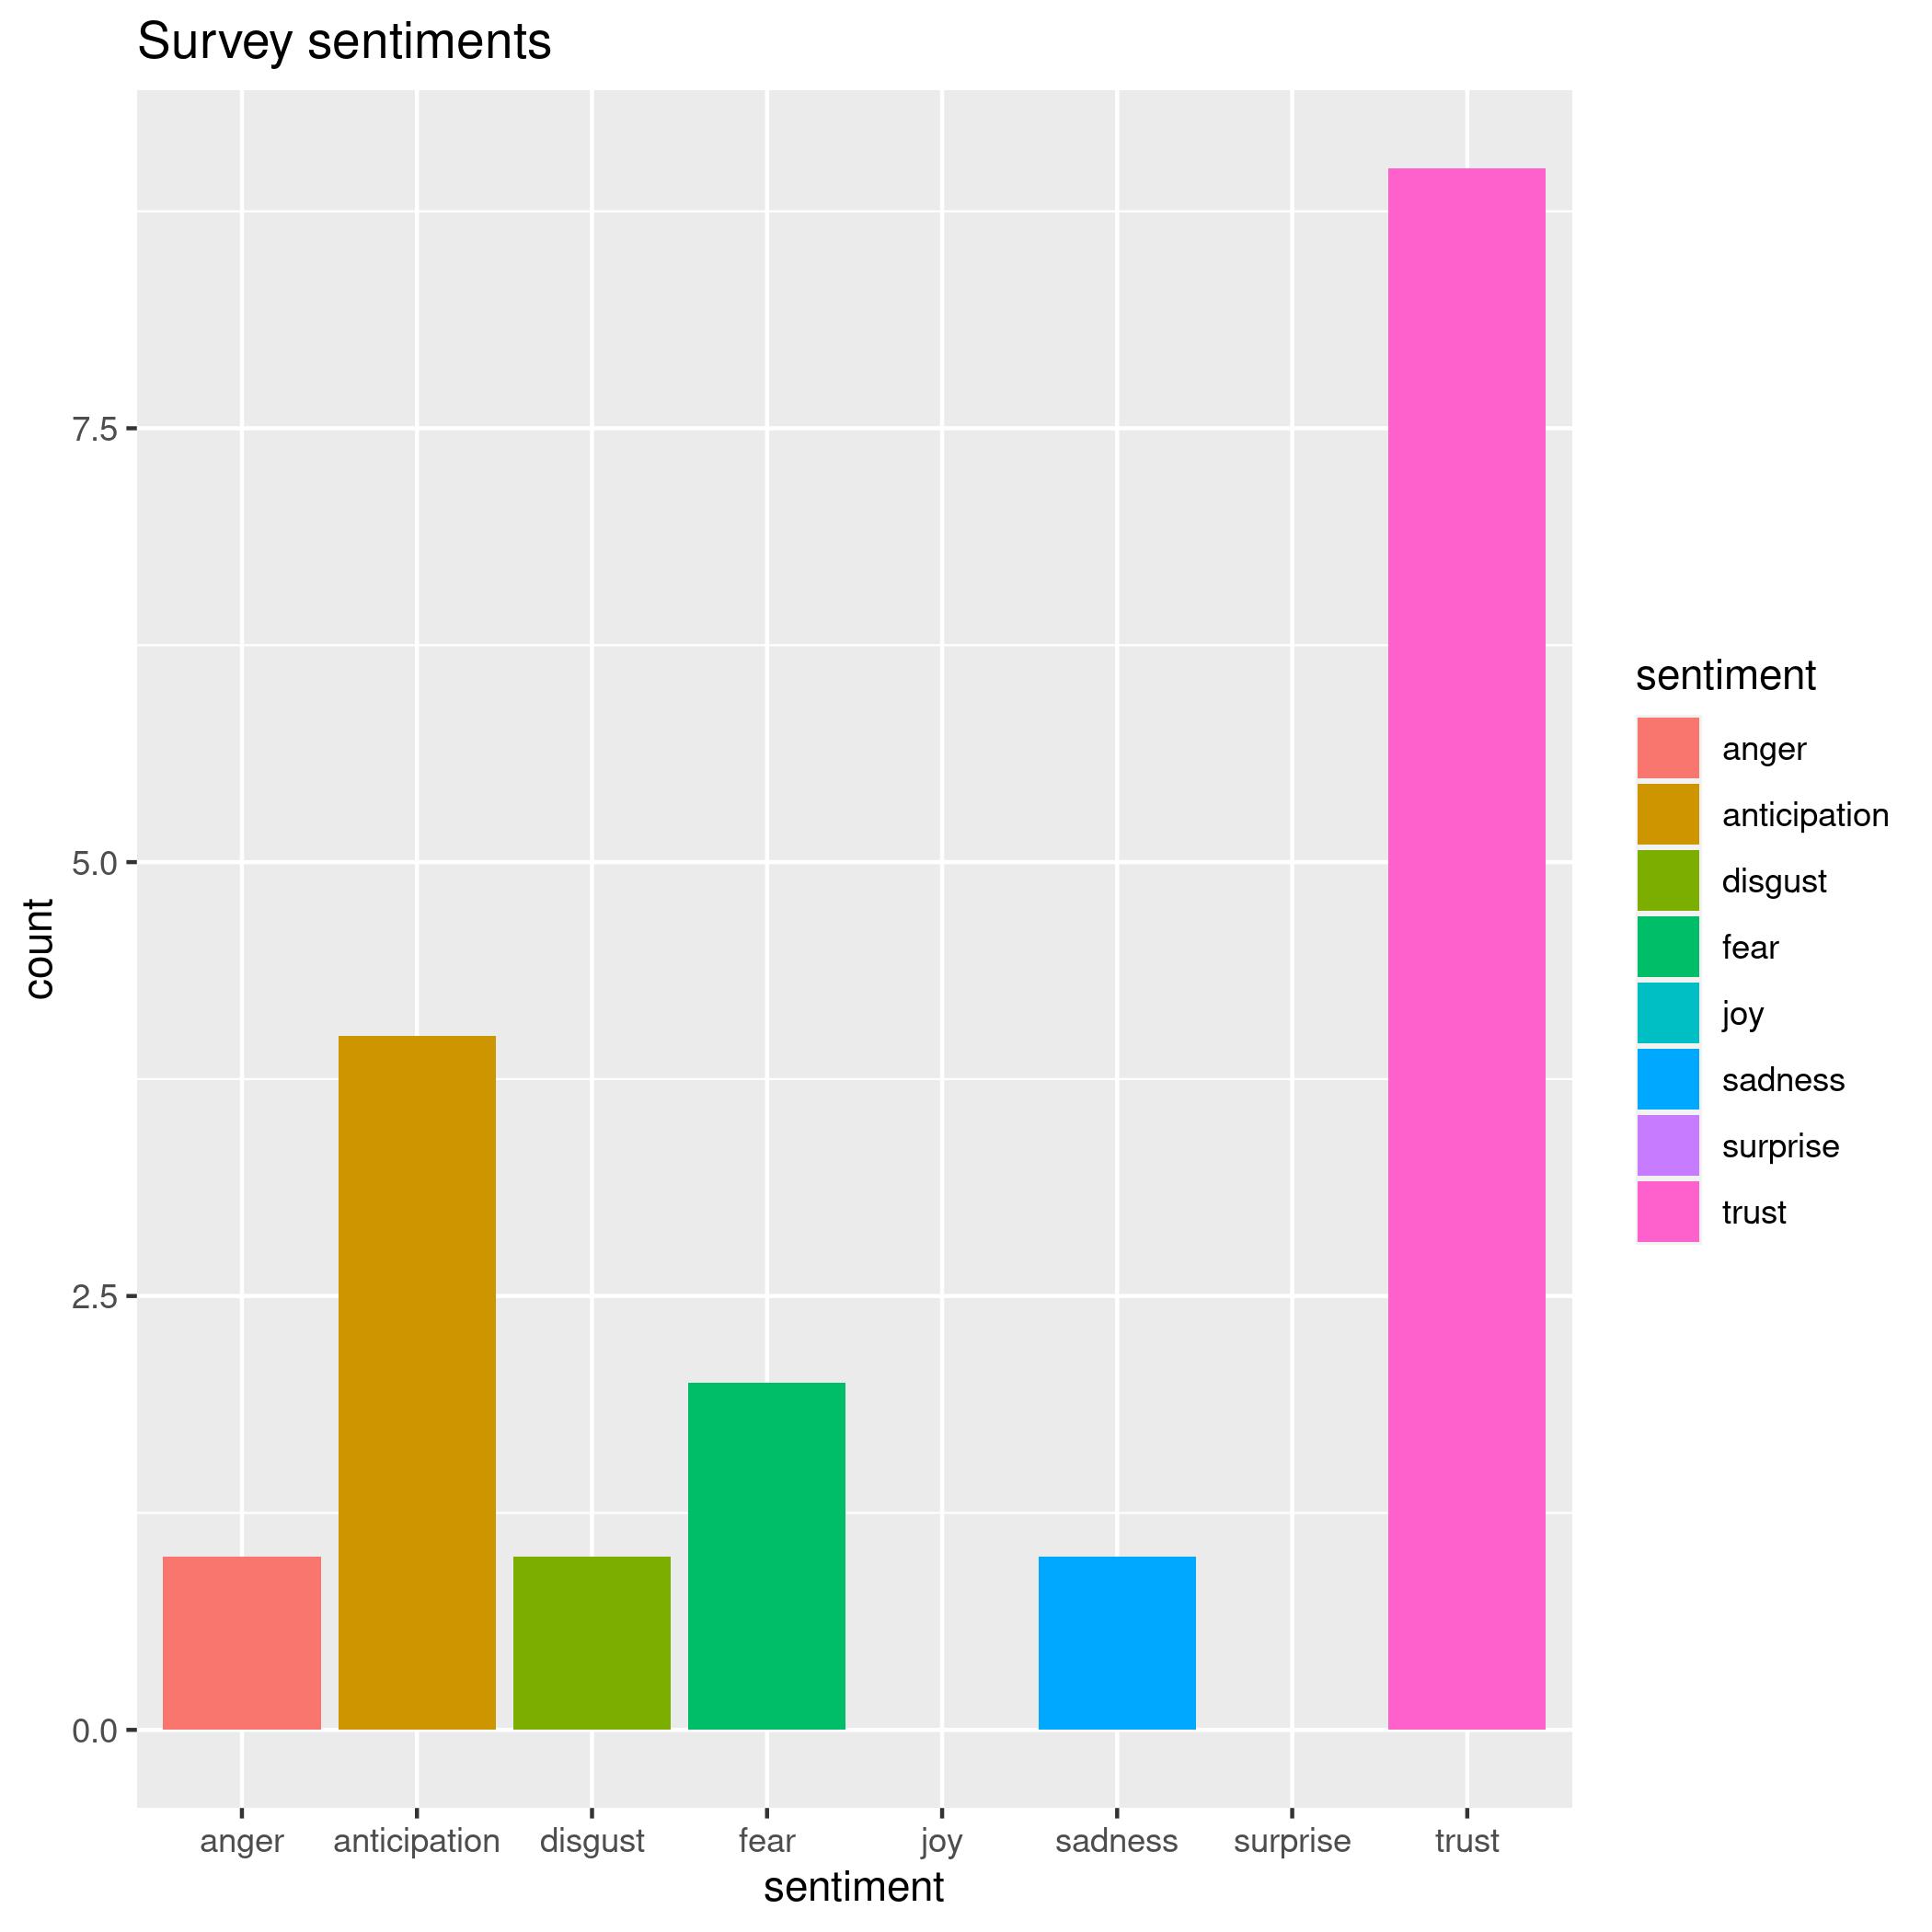 Survey sentiments
count
7.5
5.0
2.5
0.0
anger anticipation disgust fear joy sadness surprise trust
sentiment
sentiment
anger
anticipation
disgust
fear
joy
sadness
surprise
trust